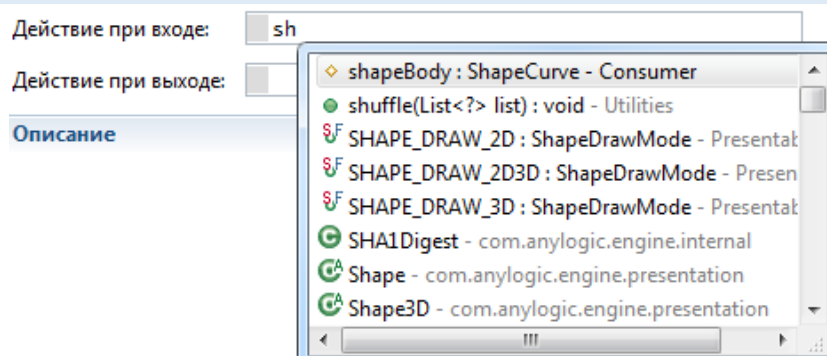 Действие при входе: sh
shapeBody : ShapeCurve - Consumer
Действие при выходе:
shuffle(List<?> list) : void - Utilities
Описание
SHAPE_DRAW_2D : ShapeDrawMode - Presentat
SHAPE_DRAW_2D3D : ShapeDrawMode - Presen
SHAPE_DRAW_3D : ShapeDrawMode - Presentat
SHA1Digest - com.anylogic.engine.internal
Shape - com.anylogic.engine.presentation
Shape3D - com.anylogic.engine.presentation